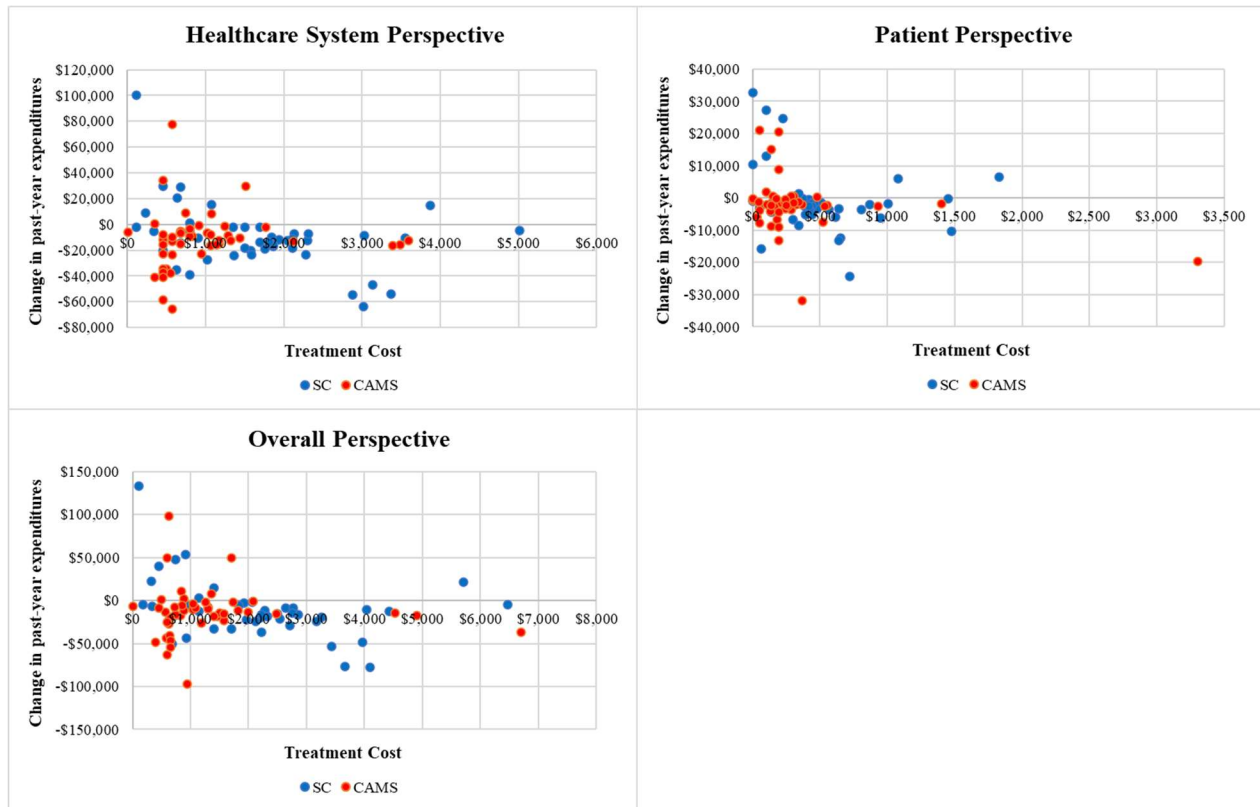 Healthcare System Perspective
Change in past-year expenditures
$120,000
$100,000
$80,000
$60,000
$40,000
$20,000
$0
-$20,000
-$40,000
-$60,000
-$80,000
$0 $1,000 $2,000 $3,000 $4,000 $5,000 $6,000
Treatment Cost
SC CAMS
Patient Perspective
Change in past-year expenditures
$40,000
$30,000
$20,000
$10,000
$0
-$10,000
-$20,000
-$30,000
-$40,000
$0 $500 $1,000 $1,500 $2,000 $2,500 $3,000 $3,500
Treatment Cost
SC CAMS
Overall Perspective
Change in past-year expenditures
$150,000
$100,000
$50,000
$0
-$50,000
-$100,000
-$150,000
$0 $1,000 $2,000 $3,000 $4,000 $5,000 $6,000 $7,000 $8,000
Treatment Cost
SC CAMS